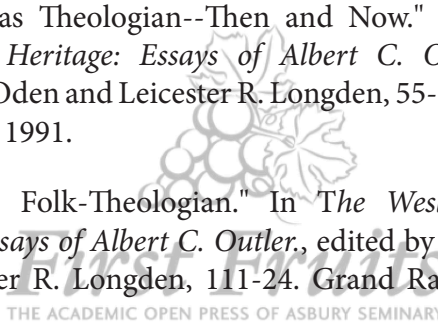 as Theologian--Then and Now."
Heritage: Essays of Albert C. O
Oden and Leicester R. Longden, 55-
1991.
Folk-Theologian." In The Wesl
ssays of Albert C. Outler., edited by
er R. Longden, 111-24. Grand Ra
First Fruits
THE ACADEMIC OPEN PRESS OF ASBURY SEMINARY